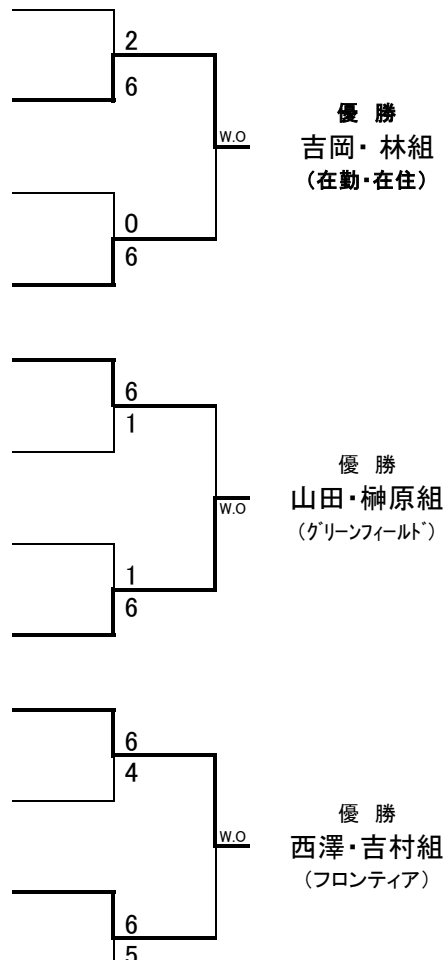 2
6
W.O
優 勝
吉岡・ 林組
(在勤・在住)
0
6
6
1
優 勝
W.O
山田・榊原組
(ｸﾞﾘーﾝﾌｨーﾙﾄﾞ)
1
6
6
4
優 勝
W.O
西澤・吉村組
(フロンティア)
6
5